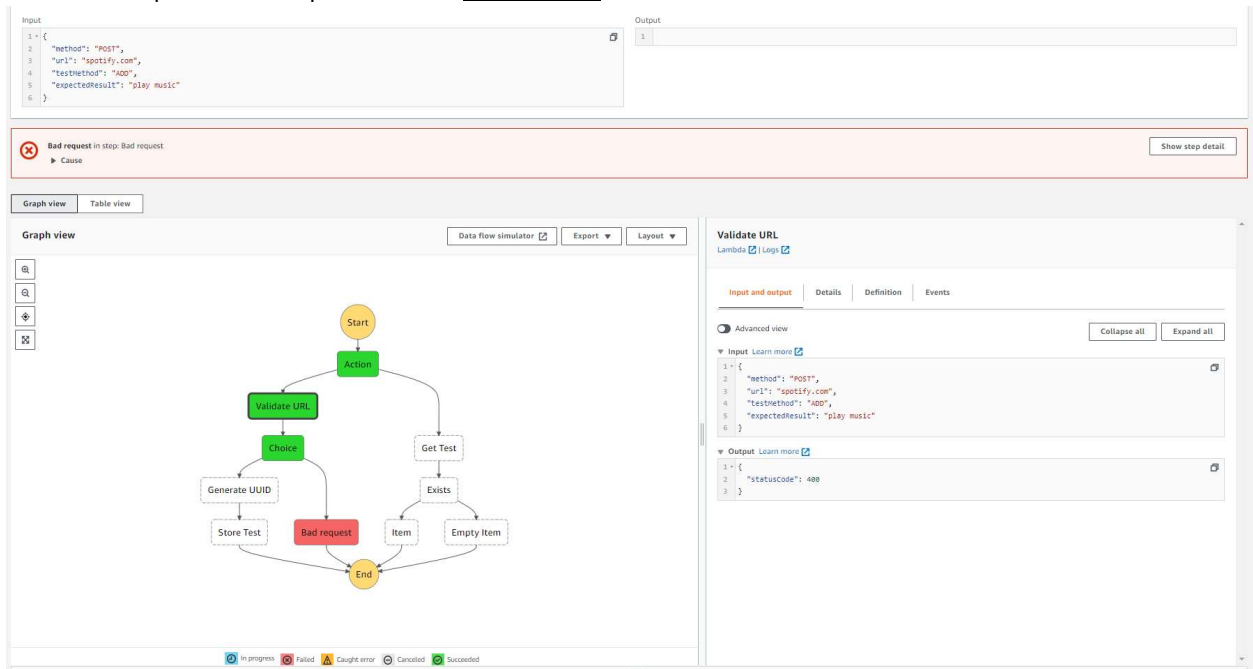 Input
1 {
2 "method": "POST",
3 "url": "spotify.com",
4 "testMethod": "ADD",
5 "expectedResult": "play music"
6 }
Output
1
Bad request in step: Bad request
Cause
Show step detail
Graph view
Table view
Graph view
Data flow simulator
Export
Layout
Start
Action
Validate URL
Choice
Get Test
Generate UUID
Exists
Store Test
Bad request
Item
Empty Item
End
In progress
Failed
Caught error
Canceled
Succeeded
Validate URL
Lambda | Logs
Input and output
Details
Definition
Events
Advanced view
Collapse all
Expand all
Input Learn more
1 {
2 "method": "POST",
3 "url": "spotify.com",
4 "testMethod": "ADD",
5 "expectedResult": "play music"
6 }
Output Learn more
1 {
2 "statusCode": 400
3 }